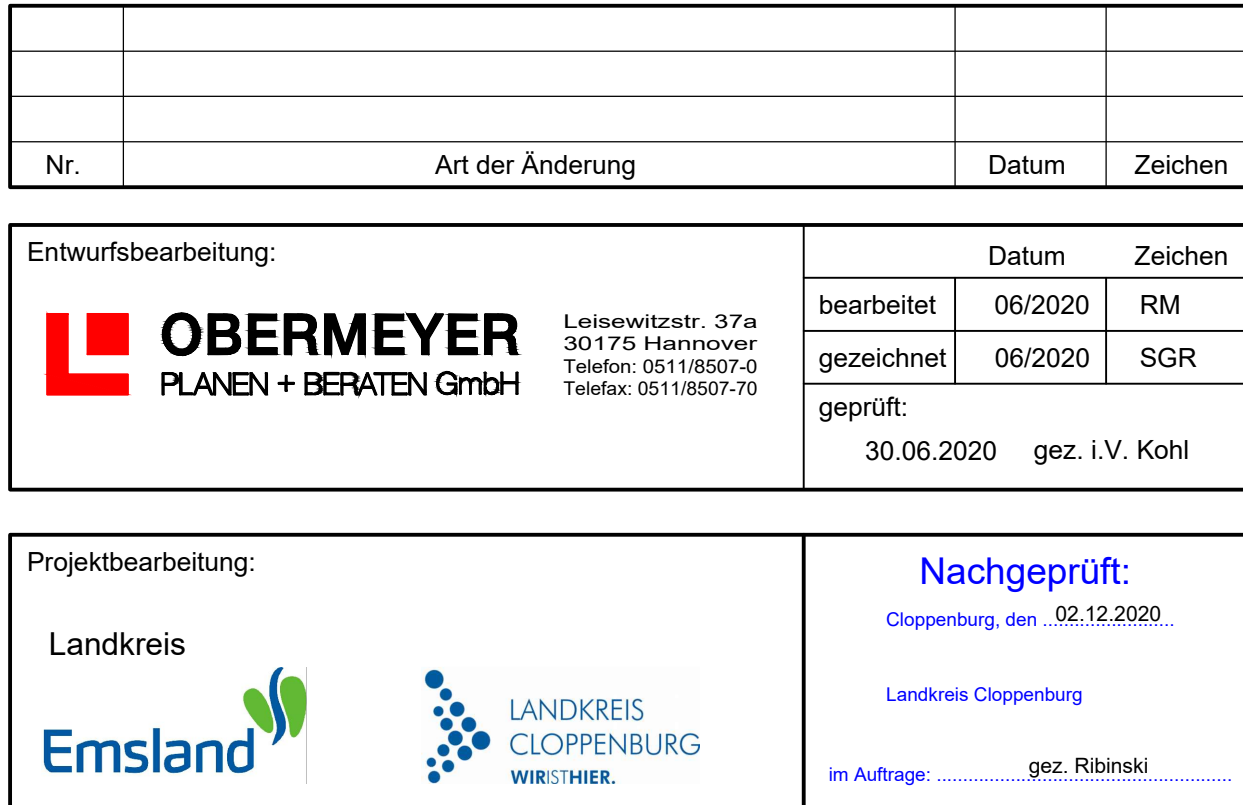 Nr. Art der Änderung Datum Zeichen
Entwurfsbearbeitung:
OBERMEYER
PLANEN + BERATEN GmbH
Leisewitzstr. 37a
30175 Hannover
Telefon: 0511/8507-0
Telefax: 0511/8507-70
Datum Zeichen
bearbeitet 06/2020 RM
gezeichnet 06/2020 SGR
geprüft:
30.06.2020 gez. i.V. Kohl
Projektbearbeitung:
Landkreis
Emsland
LANDKREIS
CLOPPENBURG
WIRISTHIER.
Nachgeprüft:
Cloppenburg, den ..02.12.2020...
Landkreis Cloppenburg
im Auftrage: ........gez. Ribinski........